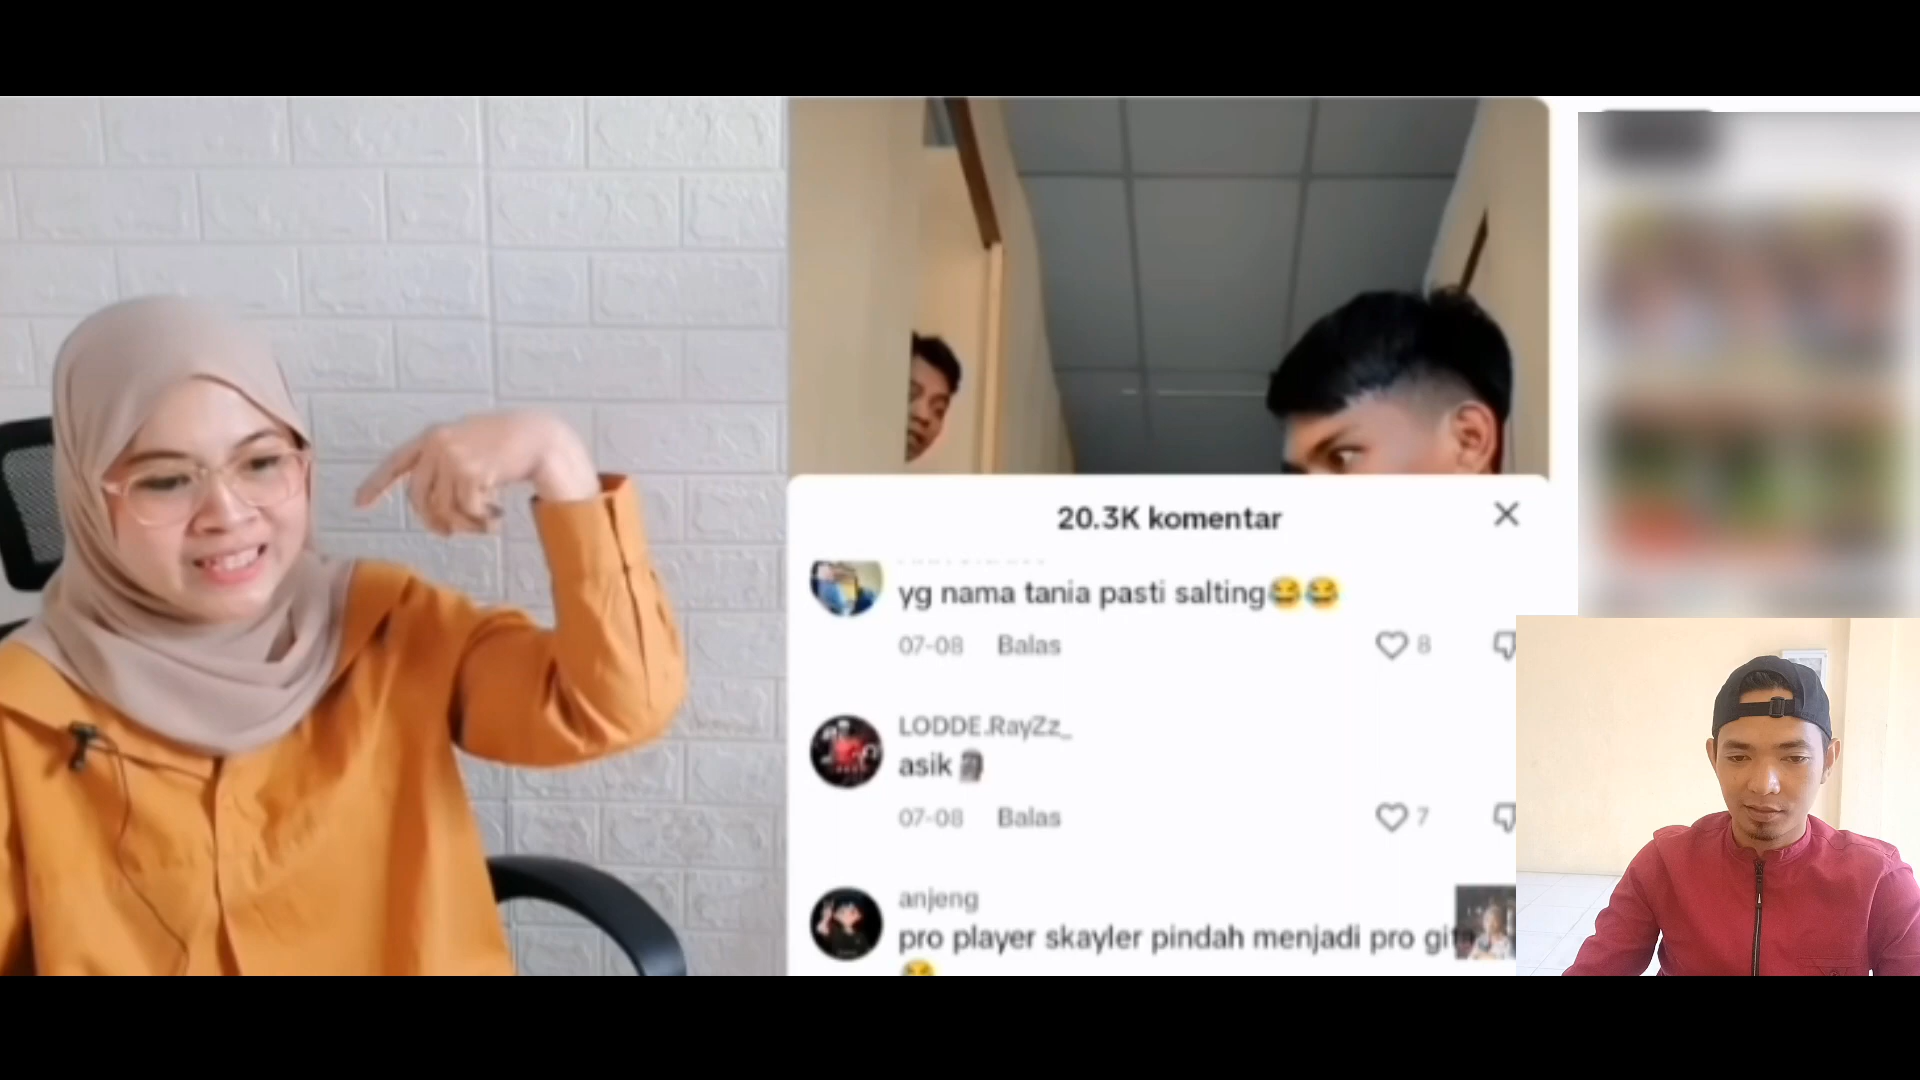 20.3K komentar
yg nama tania pasti salting😂😂
07-08 Balas 8
LODDE.RayZz_
asik🗿
07-08 Balas 7
anjeng
pro player skayler pindah menjadi pro
😂